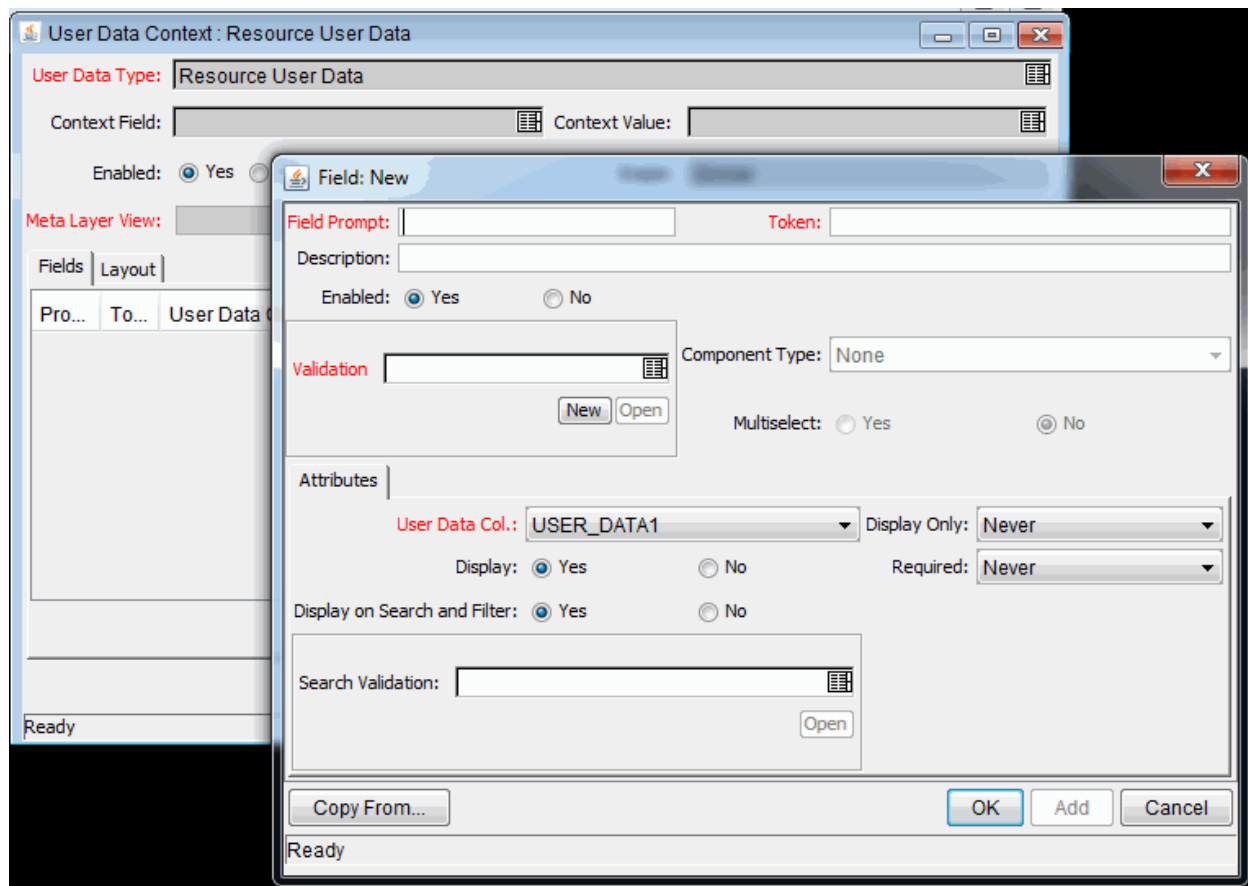 User Data Context : Resource User Data
User Data Type: Resource User Data
Context Field: Context Value:
Enabled: Yes
Meta Layer View:
Fields Layout
Pro... To... User Data
Ready
Field: New
Field Prompt: Token:
Description:
Enabled: Yes No
Validation
Component Type: None
New Open
Multiselect: Yes No
Attributes
User Data Col.: USER_DATA1 Display Only: Never
Display: Yes No Required: Never
Display on Search and Filter: Yes No
Search Validation:
Open
Copy From... OK Add Cancel
Ready